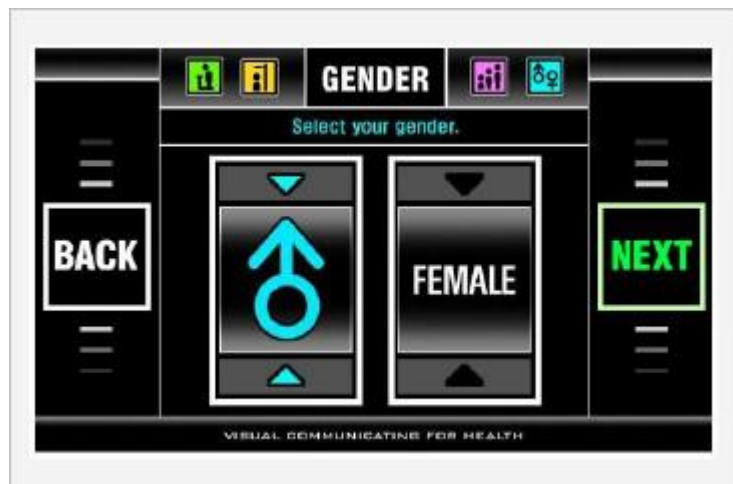 GENDER
Select your gender.
BACK
FEMALE
NEXT
VISUAL COMMUNICATING FOR HEALTH